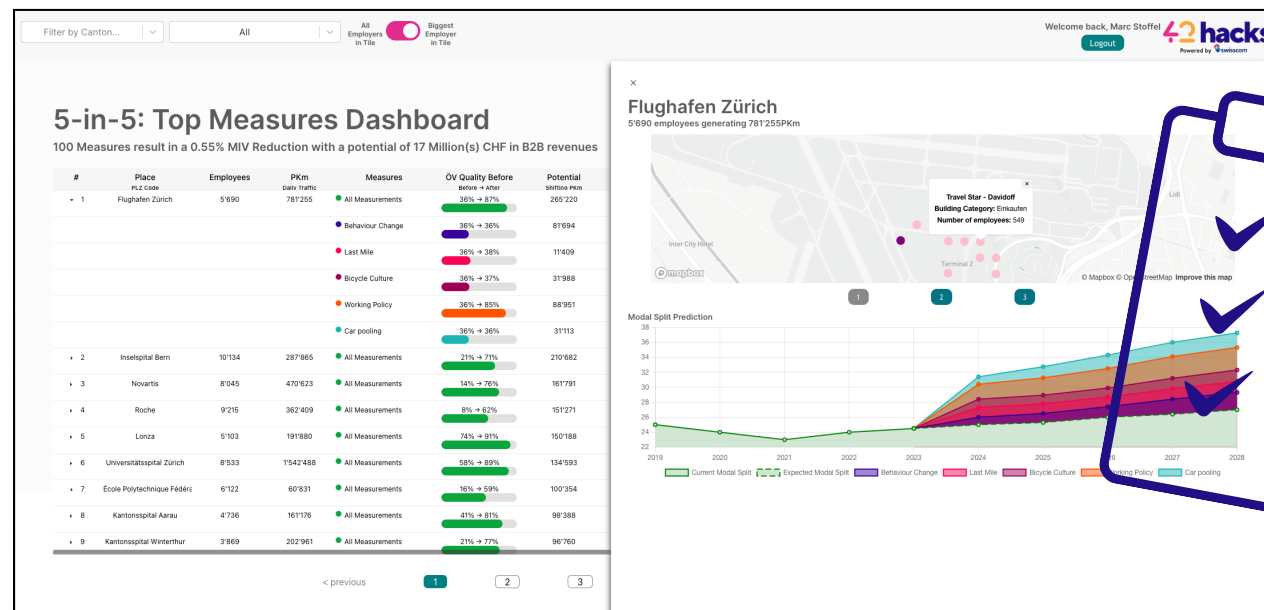 Filter by Canton...
All
All Employers in Tile
Biggest Employer in Tile
Welcome back, Marc Stoffel
Logout
42hacks
Powered by swisscom
5-in-5: Top Measures Dashboard
100 Measures result in a 0.55% MIV Reduction with a potential of 17 Million(s) CHF in B2B revenues
# Place Employees PKm Measures ÖV Quality Before Potential
PLZ Code Daily Traffic Before → After Shifting PKm
1 Flughafen Zürich 5'690 781'255 All Measurements 36% → 87% 265'220
Behaviour Change 36% → 36% 81'694
Last Mile 36% → 38% 11'409
Bicycle Culture 36% → 37% 31'988
Working Policy 36% → 85% 88'951
Car pooling 36% → 36% 31'113
2 Inselspital Bern 10'134 287'865 All Measurements 21% → 71% 210'682
3 Novartis 8'045 470'623 All Measurements 14% → 76% 161'791
4 Roche 9'215 362'409 All Measurements 8% → 62% 151'271
5 Lonza 5'103 191'880 All Measurements 74% → 91% 150'188
6 Universitätsspital Zürich 8'533 1'542'488 All Measurements 58% → 89% 134'593
7 École Polytechnique Fédéra 6'122 60'831 All Measurements 16% → 59% 100'354
8 Kantonsspital Aarau 4'736 161'176 All Measurements 41% → 81% 98'388
9 Kantonsspital Winterthur 3'869 202'961 All Measurements 21% → 77% 96'760
< previous 1 2 3
×
Flughafen Zürich
5'690 employees generating 781'255PKm
×
Travel Star - Davidoff
Building Category: Einkaufen
Number of employees: 549
Lidl
Inter City Hotel
Terminal 2
mapbox
© Mapbox © OpenStreetMap Improve this map
1 2 3
Modal Split Prediction
38
36
34
32
30
28
26
24
22
2019 2020 2021 2022 2023 2024 2025 2026 2027 2028
Current Modal Split Expected Modal Split Behaviour Change Last Mile Bicycle Culture Working Policy Car pooling